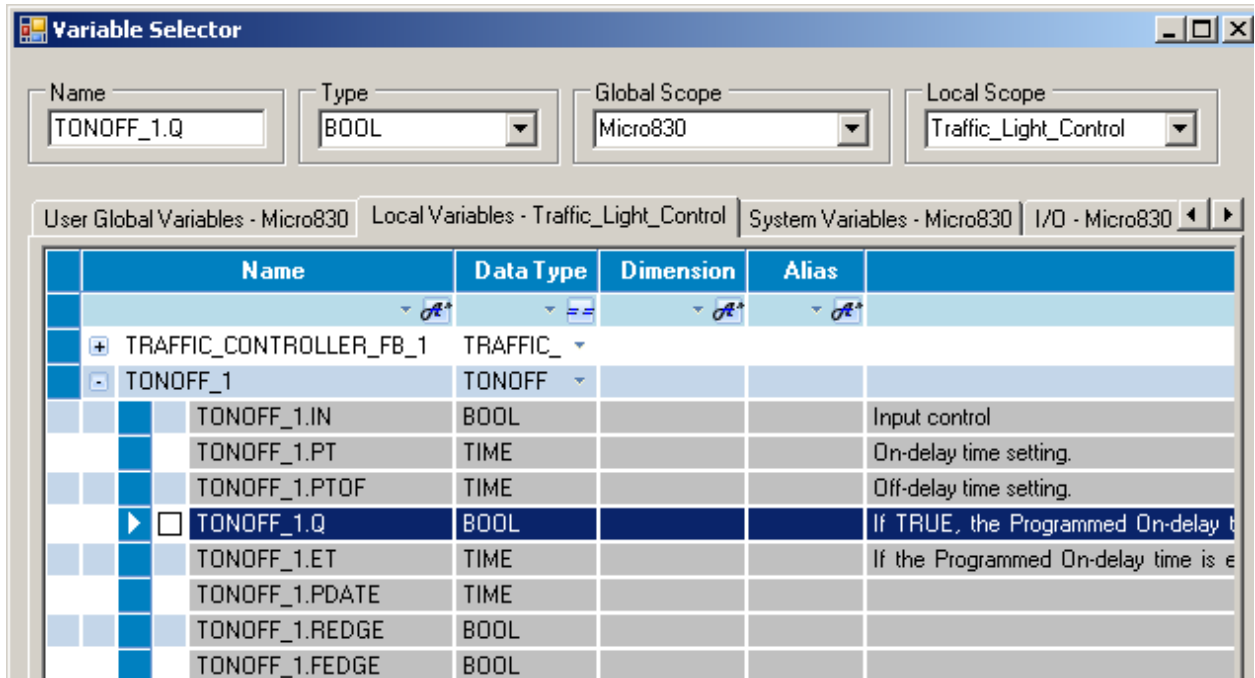 Variable Selector
Name Type Global Scope Local Scope
TONOFF_1.Q BOOL Micro830 Traffic_Light_Control
User Global Variables - Micro830 Local Variables - Traffic_Light_Control System Variables - Micro830 I/O - Micro830
Name Data Type Dimension Alias
TRAFFIC_CONTROLLER_FB_1 TRAFFIC_
TONOFF_1 TONOFF
TONOFF_1.IN BOOL Input control
TONOFF_1.PT TIME On-delay time setting.
TONOFF_1.PTOF TIME Off-delay time setting.
TONOFF_1.Q BOOL If TRUE, the Programmed On-delay t
TONOFF_1.ET TIME If the Programmed On-delay time is e
TONOFF_1.PDATE TIME
TONOFF_1.REDGE BOOL
TONOFF_1.FEDGE BOOL